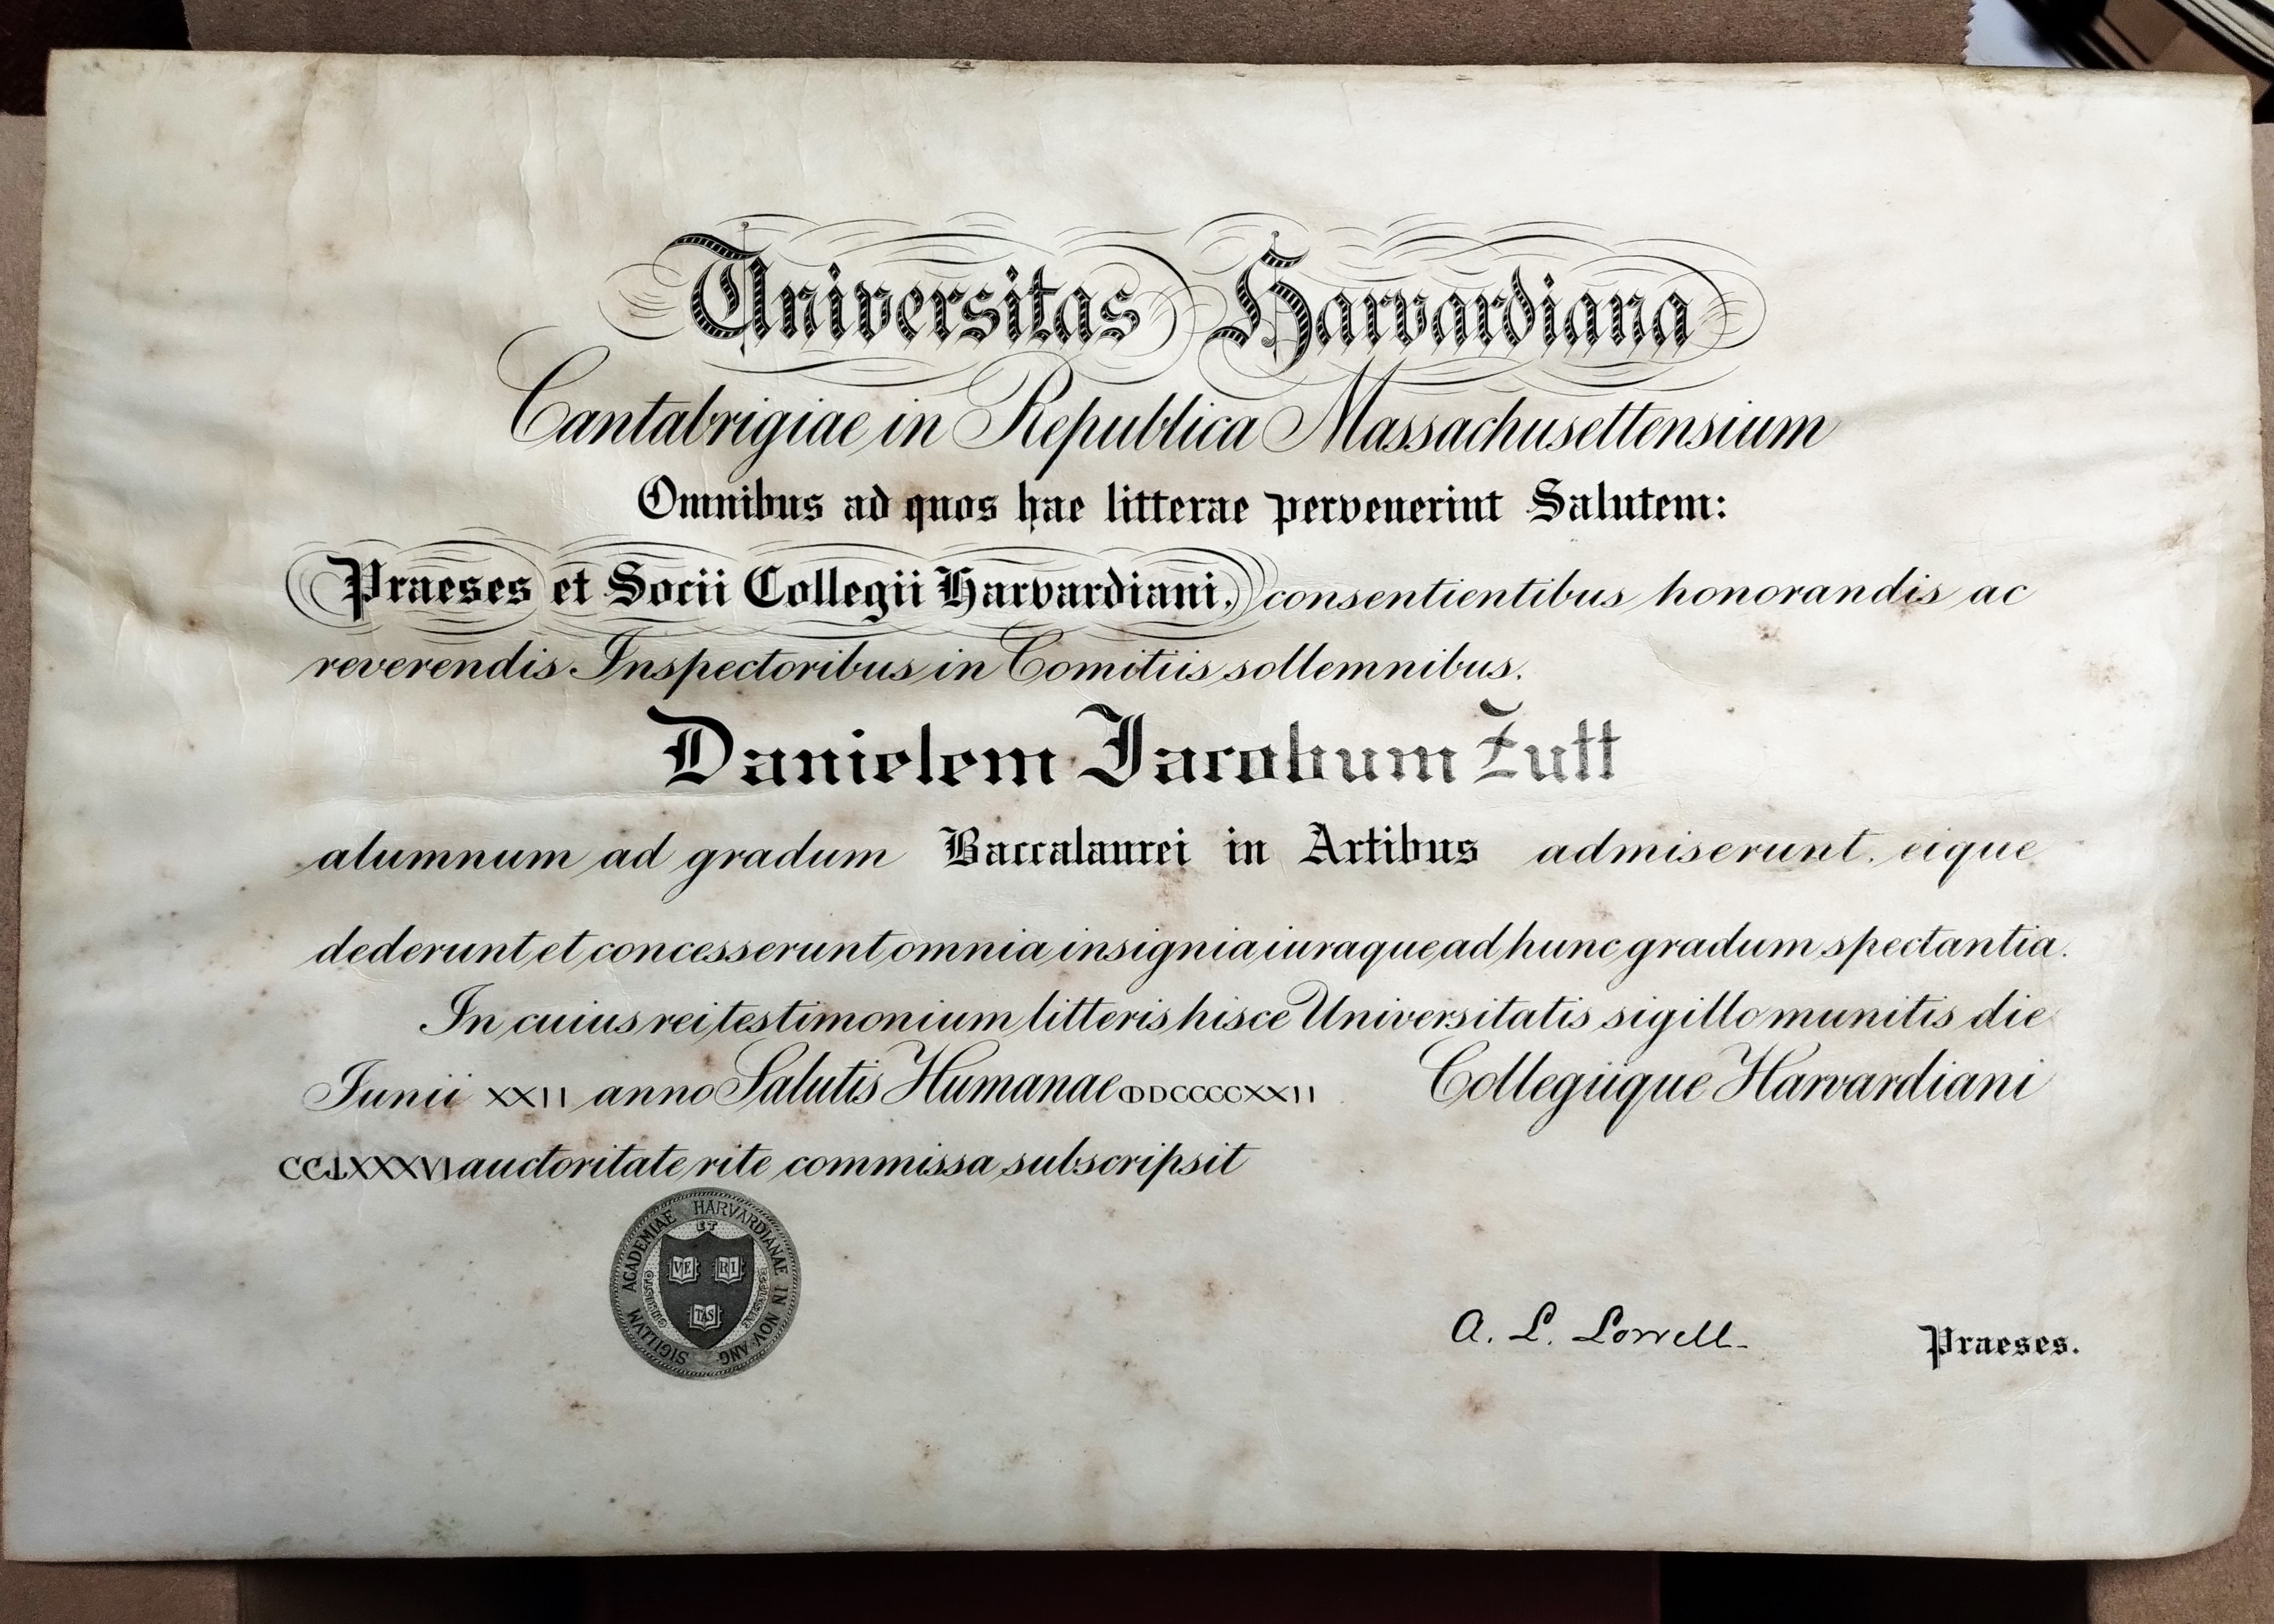 Universitas Harvardiana
Cantabrigiae in Republica Massachusettensium
Omnibus ad quos hae litterae pervenerint Salutem:
Praeses et Socii Collegii Harvardiani, consentientibus honorandis ac
reverendis Inspectoribus in Comitiis sollemnibus.
Danielem Jacobum Zutt
alumnum ad gradum Baccalaurei in Artibus admiserunt, eique
dederunt et concesserunt omnia insignia iuraque ad hunc gradum spectantia.
In cuius rei testimonium litteris hisce Universitatis sigillo munitis die
Iunii XXII anno Salutis Humanae ↀDCCCCXXII Collegiique Harvardiani
CCLXXXVI auctoritate rite commissa subscripsit
SIGILLVM ACADEMIAE HARVARDIANAE IN NOV. ANG.
ET
VE RI
TAS
A. L. Lowell.
Praeses.